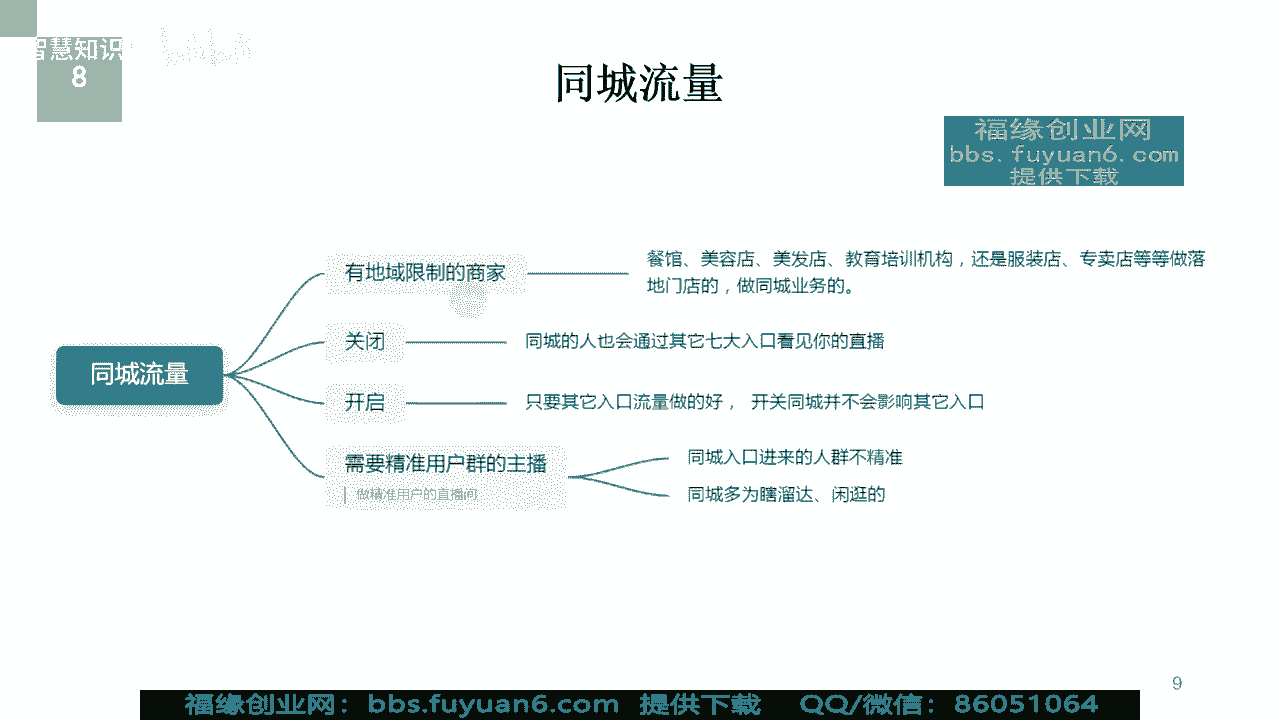 智慧知识
8
同城流量
福缘创业网
bbs.fuyuan6.com
提供下载
有地域限制的商家
餐馆、美容店、美发店、教育培训机构，还是服装店、专卖店等等做落
地门店的，做同城业务的。
关闭
同城的人也会通过其它七大入口看见你的直播
同城流量
开启
只要其它入口流量做的好， 开关同城并不会影响其它入口
需要精准用户群的主播
做精准用户的直播间
同城入口进来的人群不精准
同城多为瞎溜达、闲逛的
9
福缘创业网：bbs.fuyuan6.com 提供下载 QQ/微信：86051064